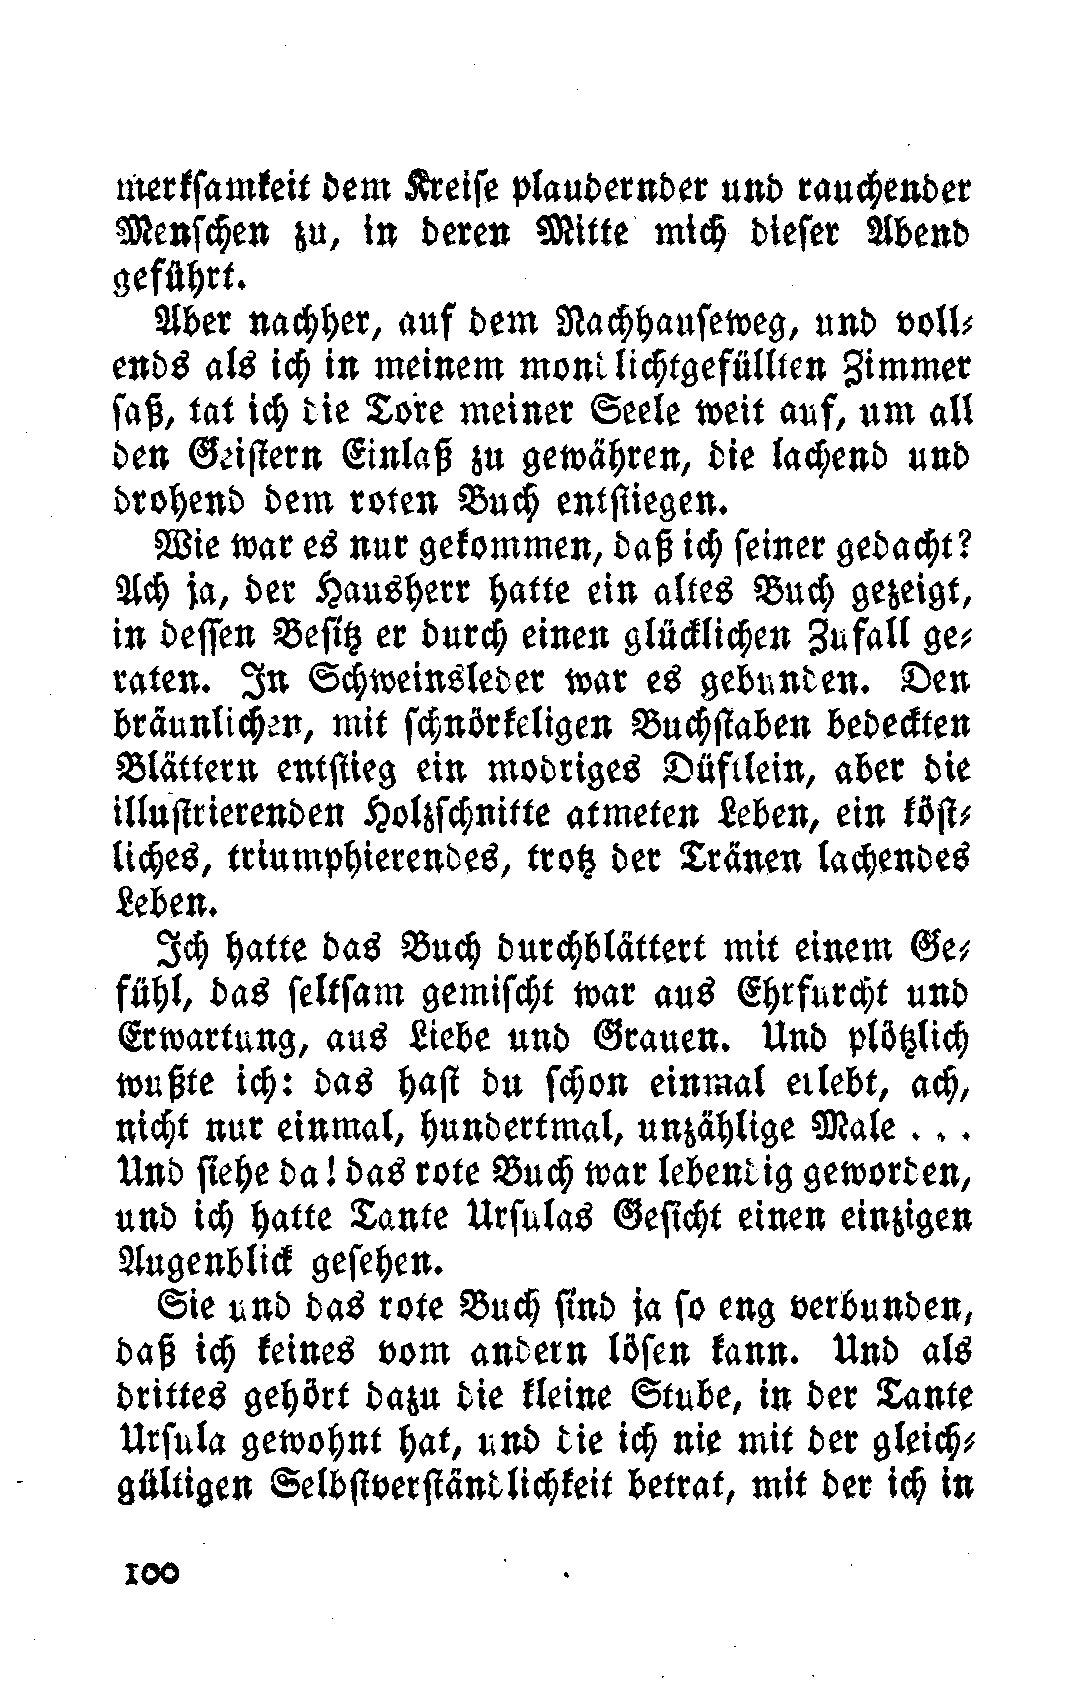 merksamkeit dem Kreise plaudernder und rauchender
Menschen zu, in deren Mitte mich dieser Abend
geführt.
Aber nachher, auf dem Nachhauseweg, und voll-
ends als ich in meinem mondlichtgefüllten Zimmer
saß, tat ich die Tore meiner Seele weit auf, um all
den Geistern Einlaß zu gewähren, die lachend und
drohend dem roten Buch entstiegen.
Wie war es nur gekommen, daß ich seiner gedacht?
Ach ja, der Hausherr hatte ein altes Buch gezeigt,
in dessen Besitz er durch einen glücklichen Zufall ge-
raten. In Schweinsleder war es gebunden. Den
bräunlichen, mit schnörkeligen Buchstaben bedeckten
Blättern entstieg ein modriges Düftlein, aber die
illustrierenden Holzschnitte atmeten Leben, ein köst-
liches, triumphierendes, trotz der Tränen lachendes
Leben.
Ich hatte das Buch durchblättert mit einem Ge-
fühl, das seltsam gemischt war aus Ehrfurcht und
Erwartung, aus Liebe und Grauen. Und plötzlich
wußte ich: das hast du schon einmal erlebt, ach,
nicht nur einmal, hundertmal, unzählige Male . . .
Und siehe da! das rote Buch war lebendig geworden,
und ich hatte Tante Ursulas Gesicht einen einzigen
Augenblick gesehen.
Sie und das rote Buch sind ja so eng verbunden,
daß ich keines vom andern lösen kann. Und als
drittes gehört dazu die kleine Stube, in der Tante
Ursula gewohnt hat, und die ich nie mit der gleich-
gültigen Selbstverständlichkeit betrat, mit der ich in
100